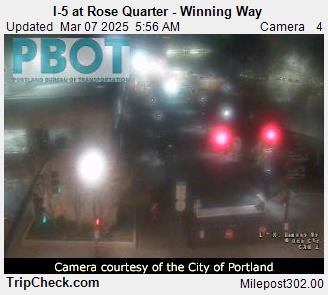 I-5 at Rose Quarter - Winning Way
Updated Mar 07 2025 5:56 AM Camera 4
PBOT
PORTLAND BUREAU OF TRANSPORTATION
Camera courtesy of the City of Portland
TripCheck.com Milepost302.00